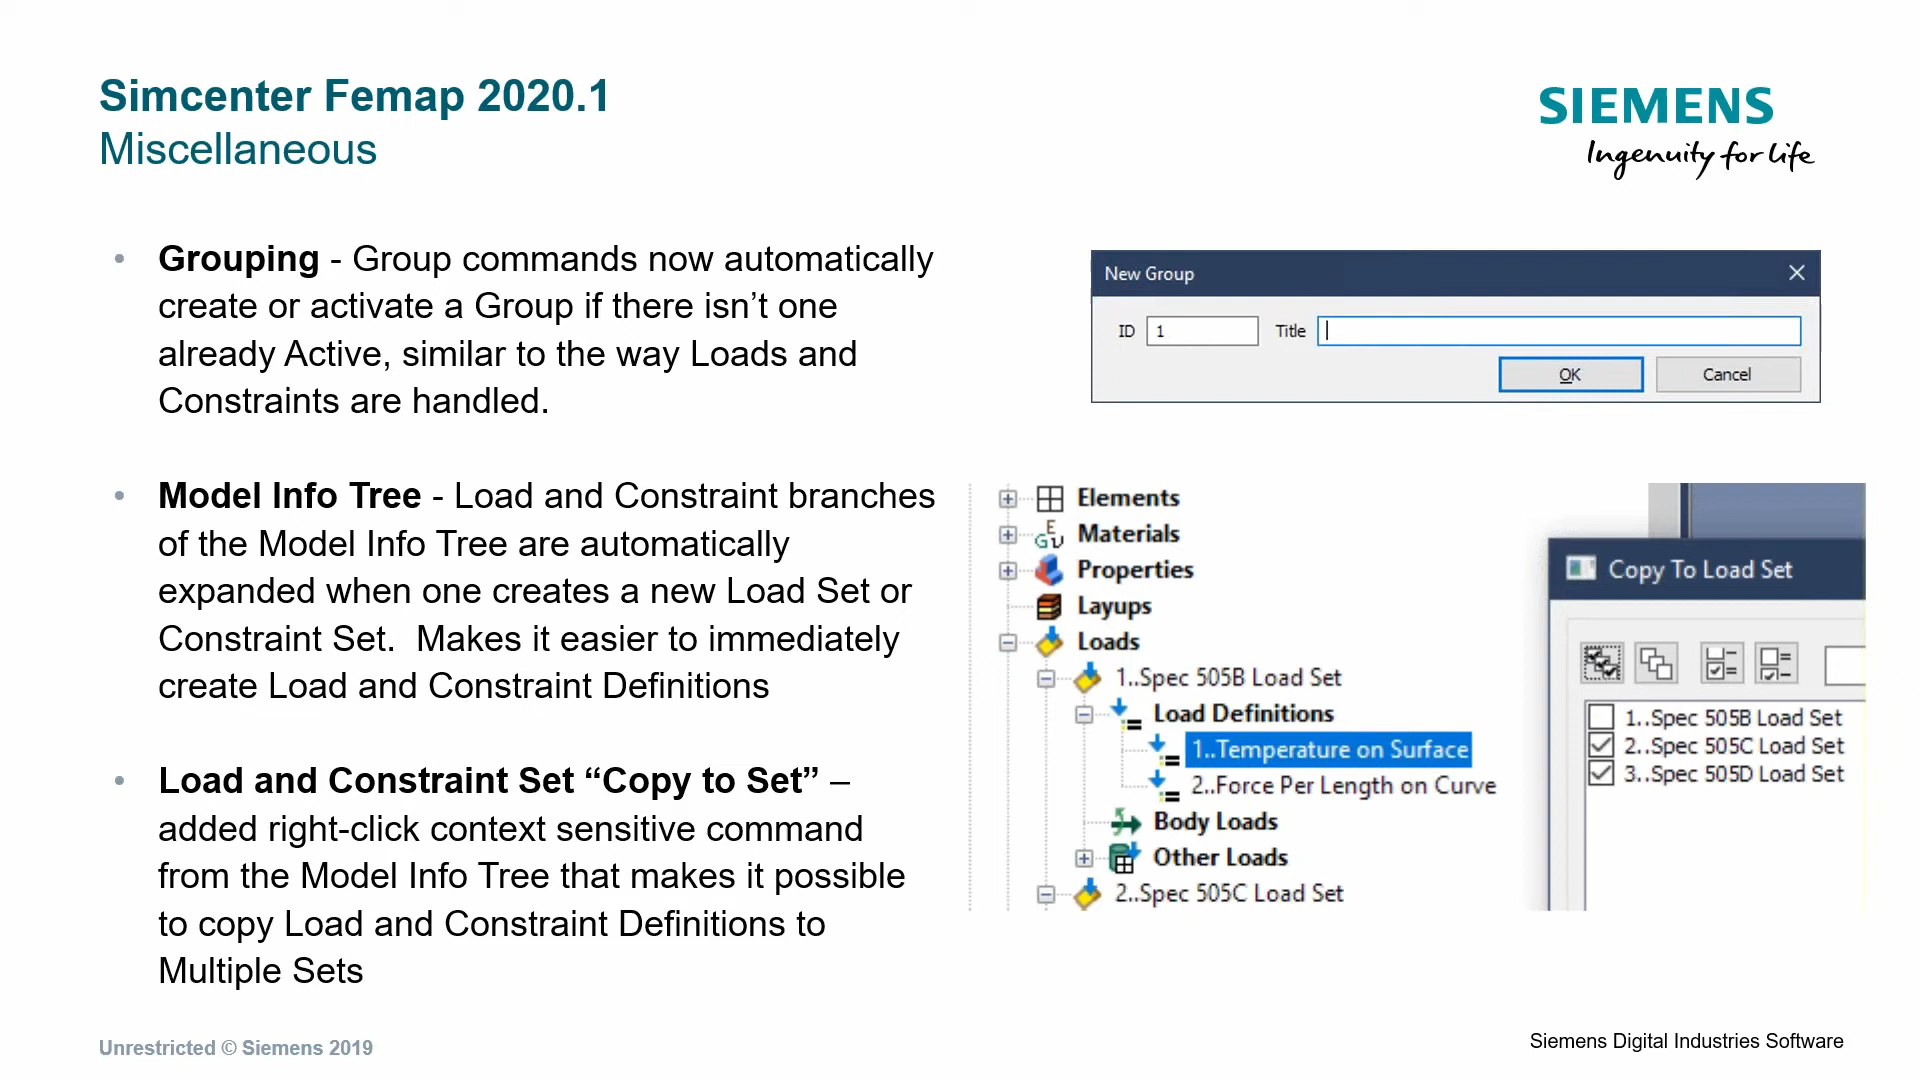 Simcenter Femap 2020.1
Miscellaneous
SIEMENS
Ingenuity for life
• Grouping - Group commands now automatically
create or activate a Group if there isn’t one
already Active, similar to the way Loads and
Constraints are handled.
• Model Info Tree - Load and Constraint branches
of the Model Info Tree are automatically
expanded when one creates a new Load Set or
Constraint Set.  Makes it easier to immediately
create Load and Constraint Definitions
• Load and Constraint Set “Copy to Set” –
added right-click context sensitive command
from the Model Info Tree that makes it possible
to copy Load and Constraint Definitions to
Multiple Sets
New Group
ID 1 Title
OK Cancel
Elements
Materials
Properties
Layups
Loads
1..Spec 505B Load Set
Load Definitions
1..Temperature on Surface
2..Force Per Length on Curve
Body Loads
Other Loads
2..Spec 505C Load Set
Copy To Load Set
1..Spec 505B Load Set
2..Spec 505C Load Set
3..Spec 505D Load Set
Unrestricted © Siemens 2019
Siemens Digital Industries Software